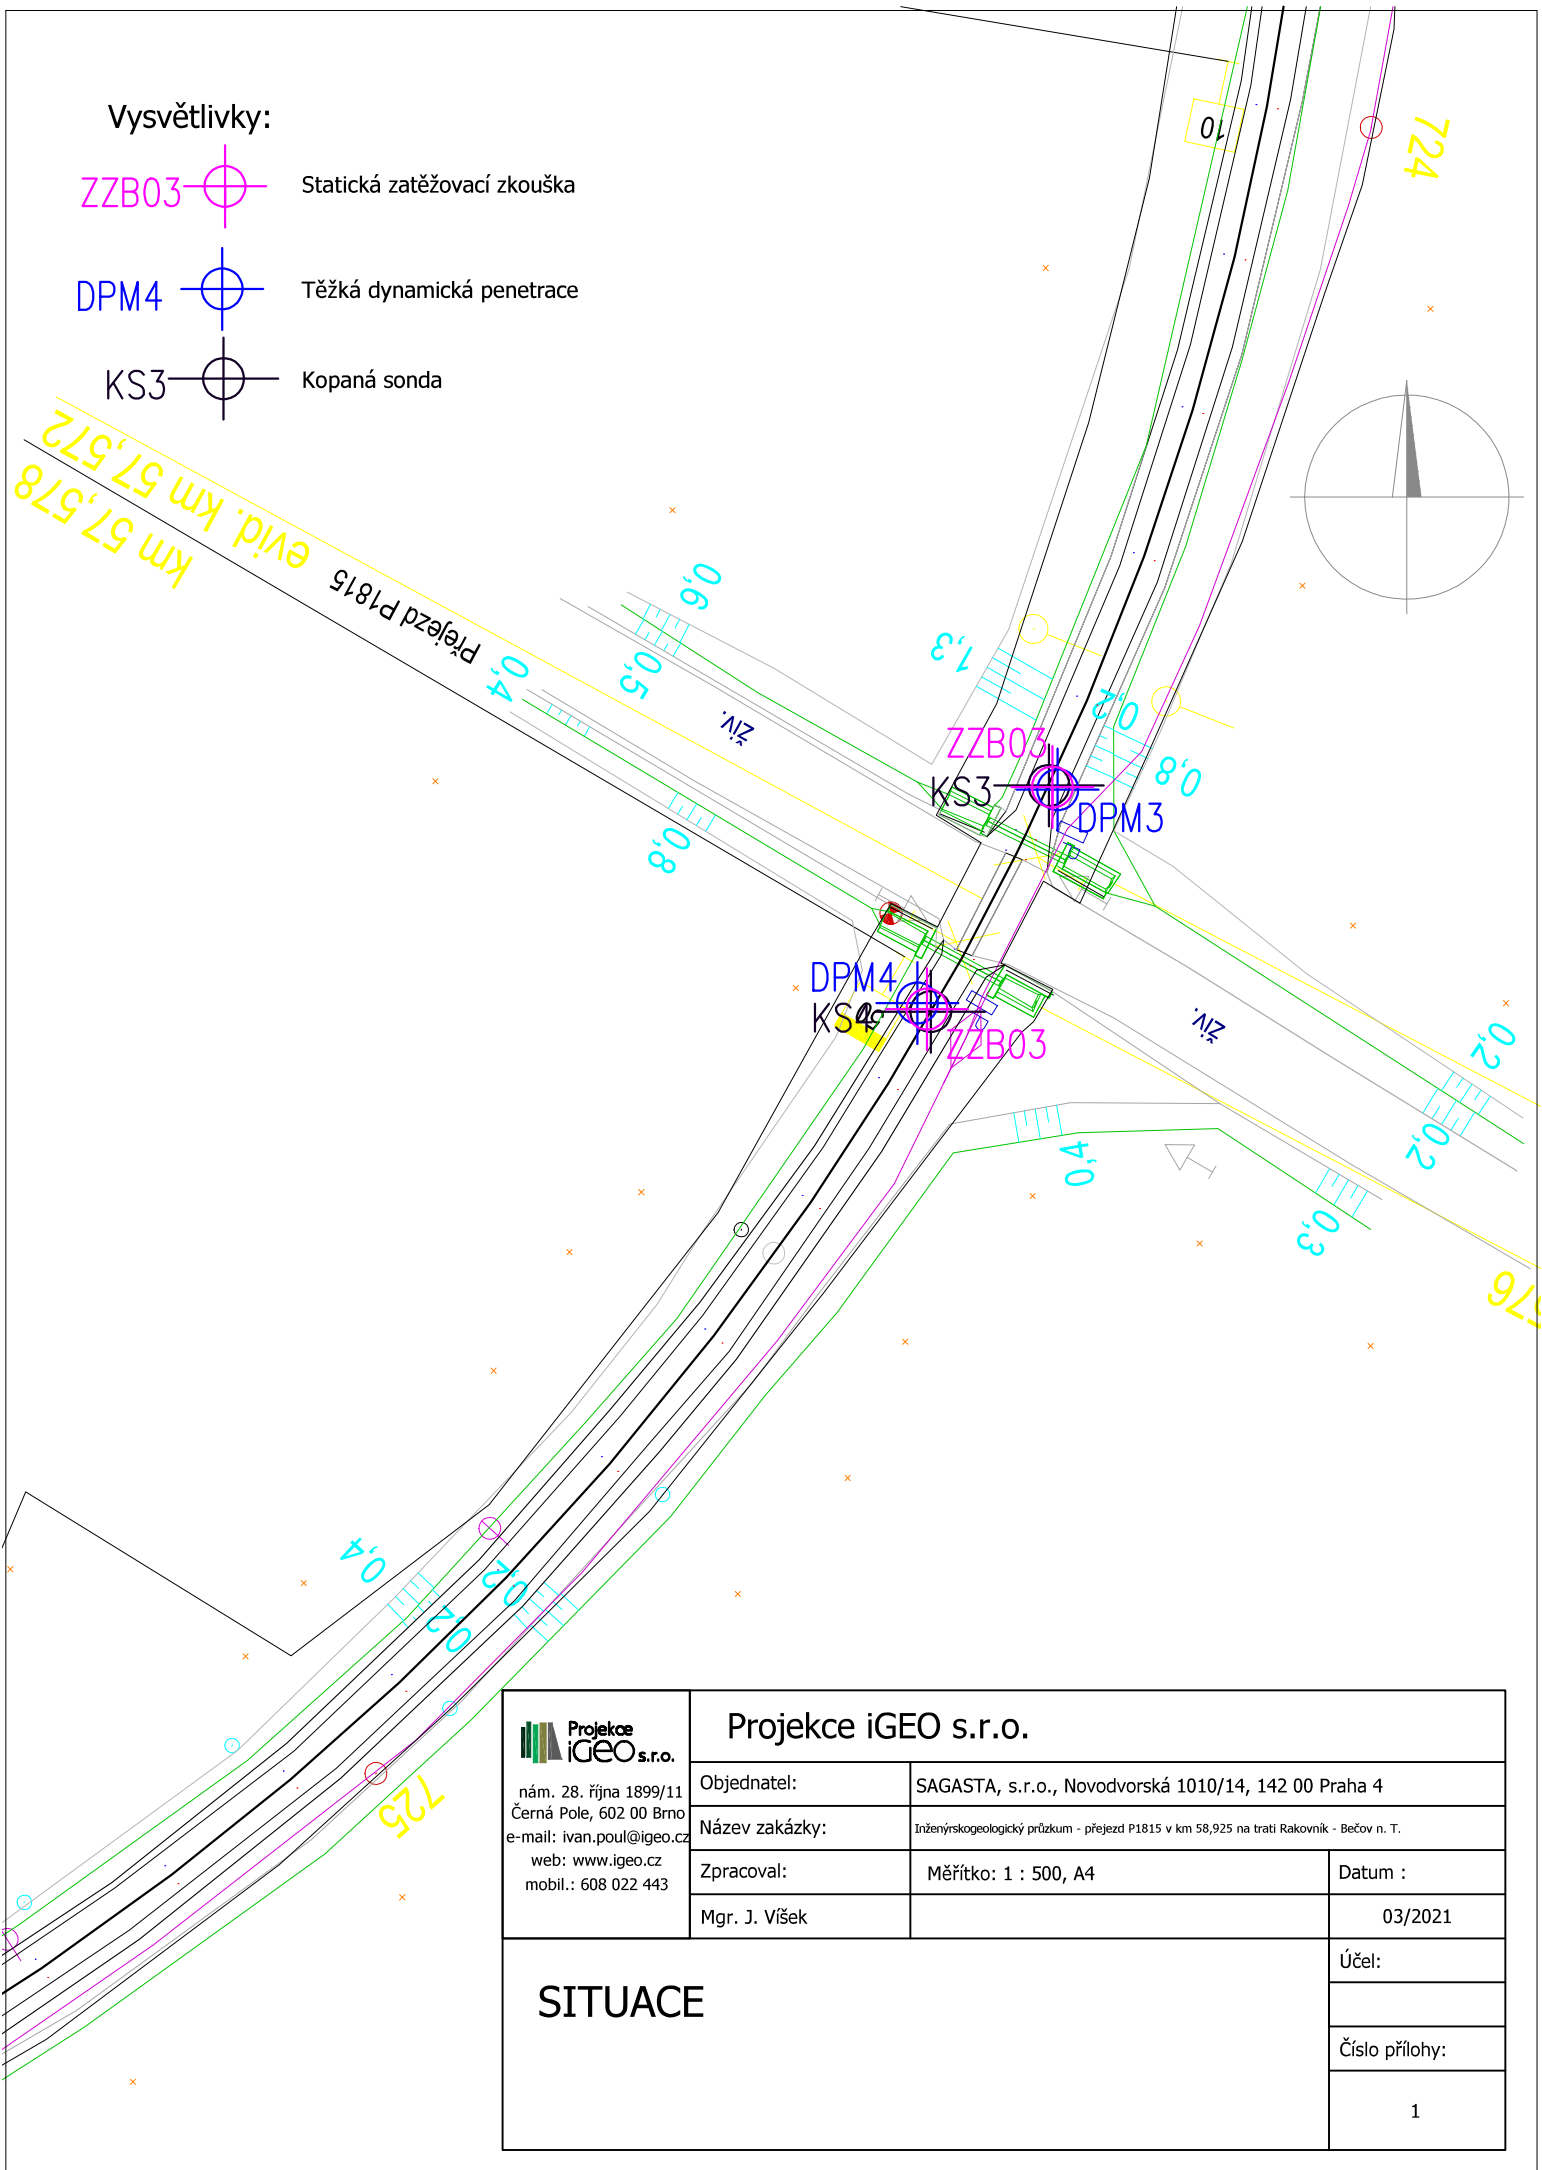 Vysvětlivky:
ZZB03
Statická zatěžovací zkouška
DPM4
Těžká dynamická penetrace
KS3
Kopaná sonda
10
724
evid. km 57,572
km 57,578
Přejezd P1815
0,6
0,5
0,4
0,8
živ.
1,3
0,2
0,8
ZZB03
KS3
DPM3
DPM4
KS4
ZZB03
živ.
0,2
0,2
0,4
0,3
0,4
0,2
0,2
725
Projekce
iGEO s.r.o.
nám. 28. října 1899/11
Černá Pole, 602 00 Brno
e-mail: ivan.poul@igeo.cz
web: www.igeo.cz
mobil.: 608 022 443
Projekce iGEO s.r.o.
Objednatel:
SAGASTA, s.r.o., Novodvorská 1010/14, 142 00 Praha 4
Název zakázky:
Inženýrskogeologický průzkum - přejezd P1815 v km 58,925 na trati Rakovník - Bečov n. T.
Zpracoval:
Měřítko: 1 : 500, A4
Datum :
Mgr. J. Víšek
03/2021
SITUACE
Účel:
Číslo přílohy:
1